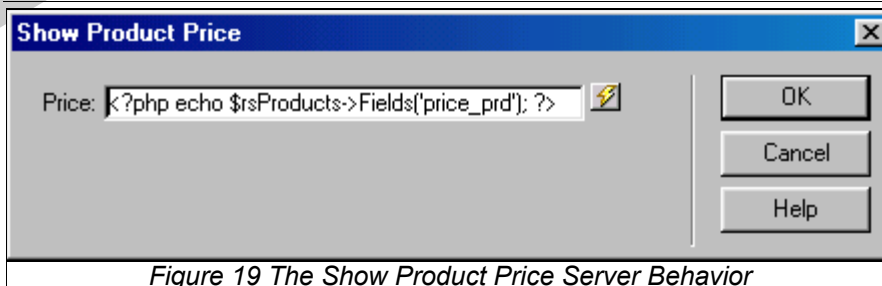 Show Product Price
Price: <?php echo $rsProducts->Fields('price_prd'); ?>
OK
Cancel
Help
Figure 19 The Show Product Price Server Behavior